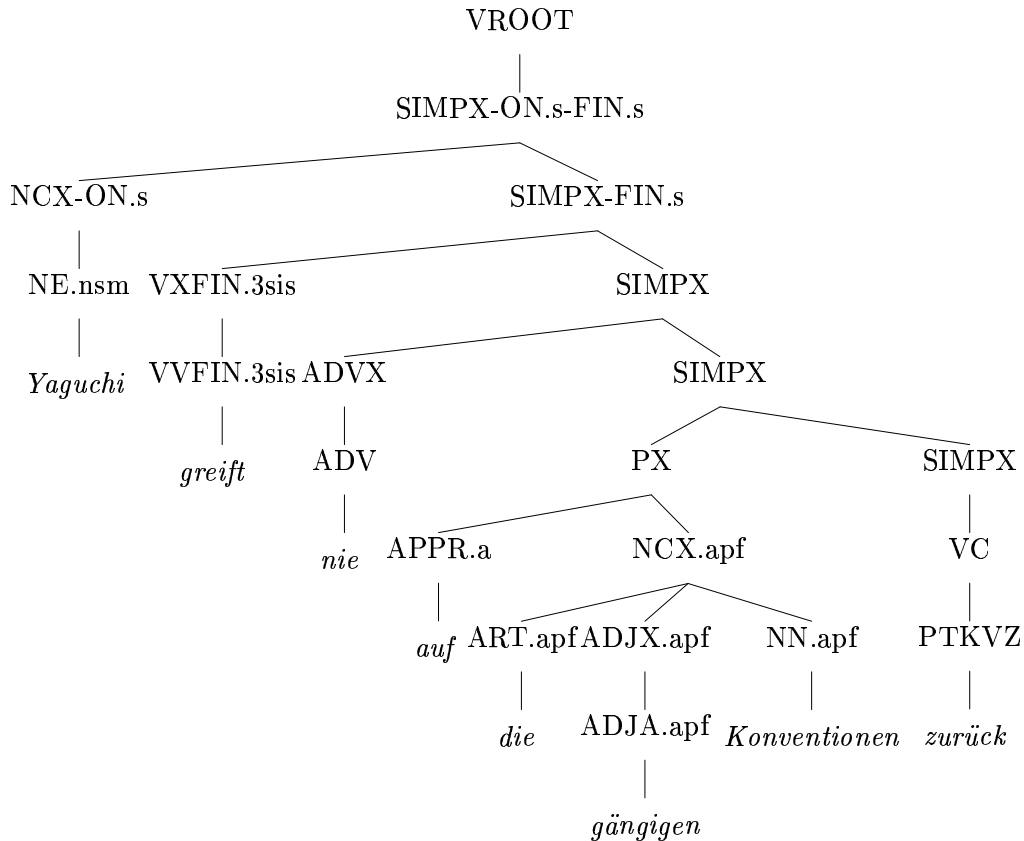 VROOT
SIMPX-ON.s-FIN.s
NCX-ON.s SIMPX-FIN.s
NE.nsm VXFIN.3sis SIMPX
Yaguchi VVFIN.3sis ADVX SIMPX
greift ADV PX SIMPX
nie APPR.a NCX.apf VC
auf ART.apf ADJX.apf NN.apf PTKVZ
die ADJA.apf Konventionen zurück
gängigen